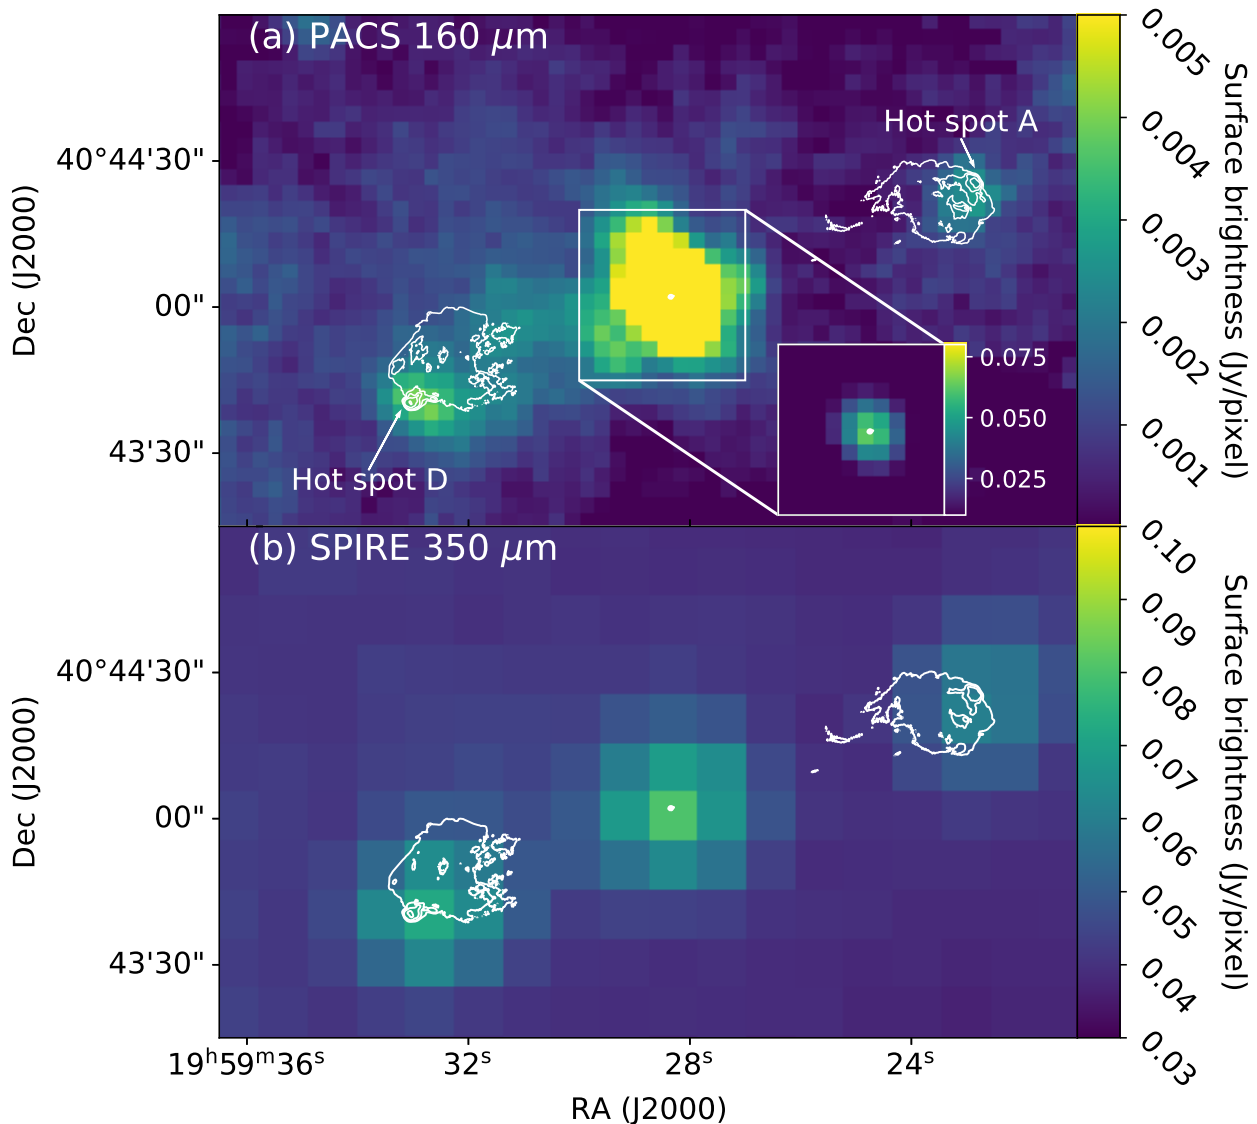 (a) PACS 160 μm
Hot spot A
Hot spot D
40°44'30"
00"
43'30"
Dec (J2000)
0.075
0.050
0.025
0.005
0.004
0.003
0.002
0.001
Surface brightness (Jy/pixel)
(b) SPIRE 350 μm
40°44'30"
00"
43'30"
Dec (J2000)
0.10
0.09
0.08
0.07
0.06
0.05
0.04
0.03
Surface brightness (Jy/pixel)
19ʰ59ᵐ36ˢ
32ˢ
28ˢ
24ˢ
RA (J2000)